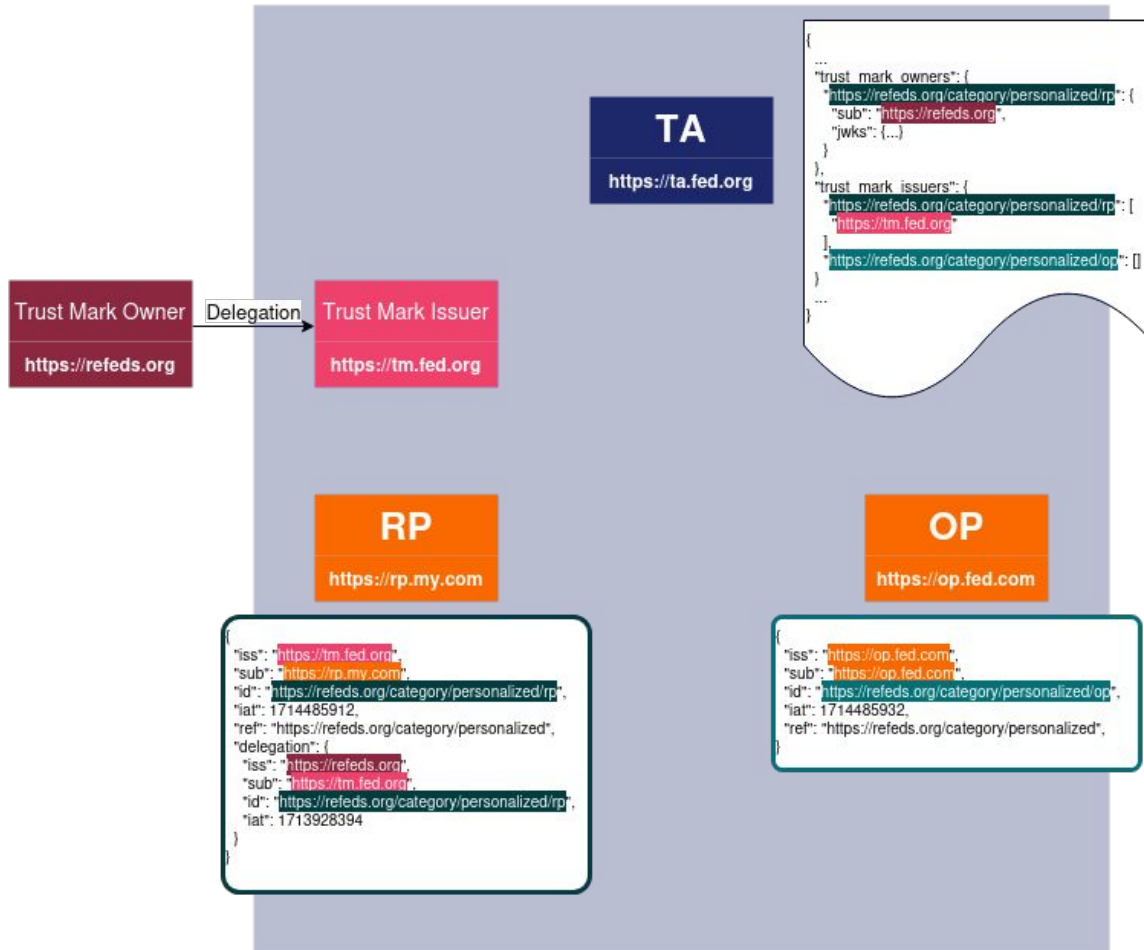 TA
https://ta.fed.org
{
...
"trust_mark_owners": {
"https://refeds.org/category/personalized/rp": {
"sub": "https://refeds.org",
"jwks": {...}
}
},
"trust_mark_issuers": {
"https://refeds.org/category/personalized/rp": [
"https://tm.fed.org"
],
"https://refeds.org/category/personalized/op": []
}
...
}
Trust Mark Owner
https://refeds.org
Delegation
Trust Mark Issuer
https://tm.fed.org
RP
https://rp.my.com
{
"iss": "https://tm.fed.org",
"sub": "https://rp.my.com",
"id": "https://refeds.org/category/personalized/rp",
"iat": 1714485912,
"ref": "https://refeds.org/category/personalized",
"delegation": {
"iss": "https://refeds.org",
"sub": "https://tm.fed.org",
"id": "https://refeds.org/category/personalized/rp",
"iat": 1713928394
}
}
OP
https://op.fed.com
{
"iss": "https://op.fed.com",
"sub": "https://op.fed.com",
"id": "https://refeds.org/category/personalized/op",
"iat": 1714485932,
"ref": "https://refeds.org/category/personalized",
}